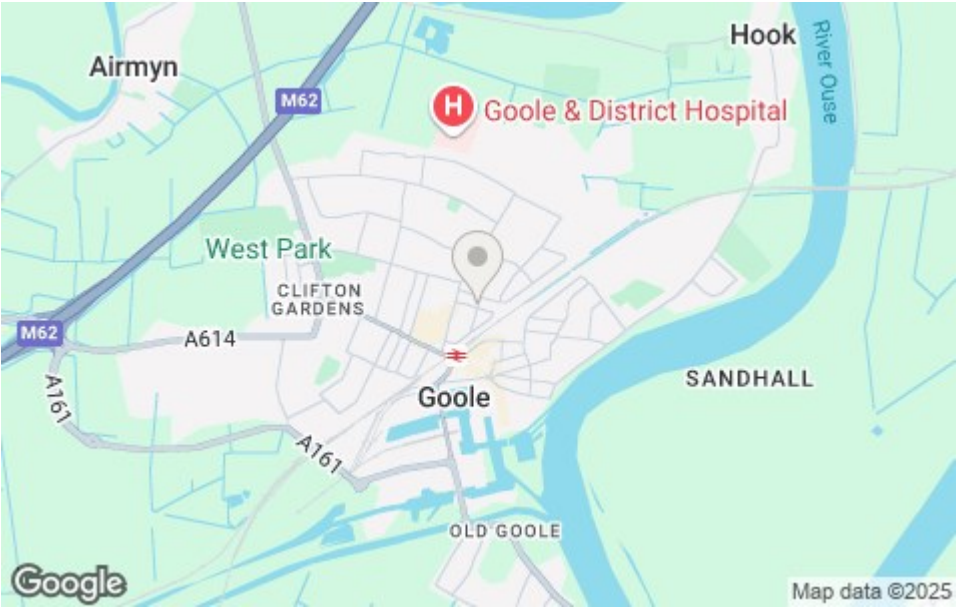 Hook
River Ouse
Airmyn
M62
H
Goole & District Hospital
West Park
CLIFTON
GARDENS
M62
A614
A161
SANDHALL
Goole
A161
OLD GOOLE
Google
Map data ©2025